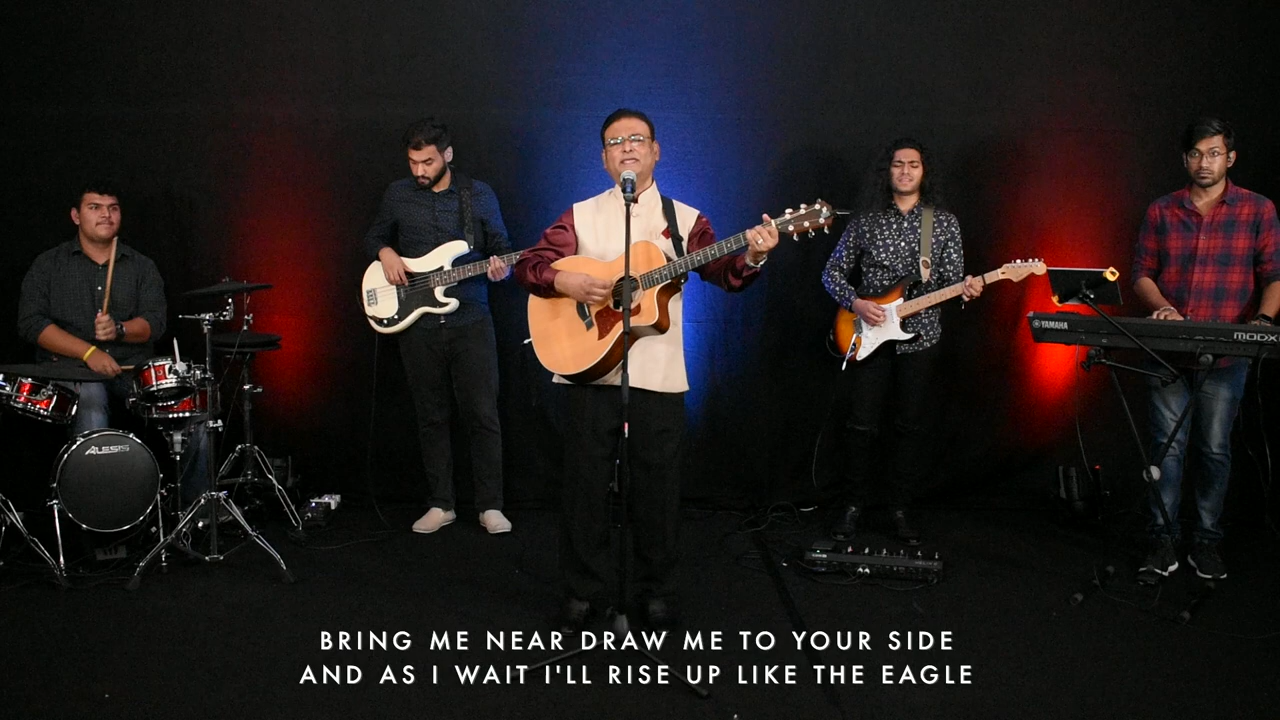 ALESIS
YAMAHA
MODX
BRING ME NEAR DRAW ME TO YOUR SIDE
AND AS I WAIT I'LL RISE UP LIKE THE EAGLE